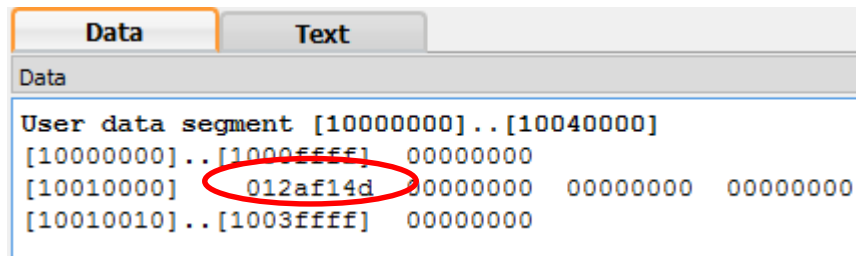 Data Text
Data
User data segment [10000000]..[10040000]
[10000000]..[1000ffff] 00000000
[10010000] 012af14d 00000000 00000000 00000000
[10010010]..[1003ffff] 00000000